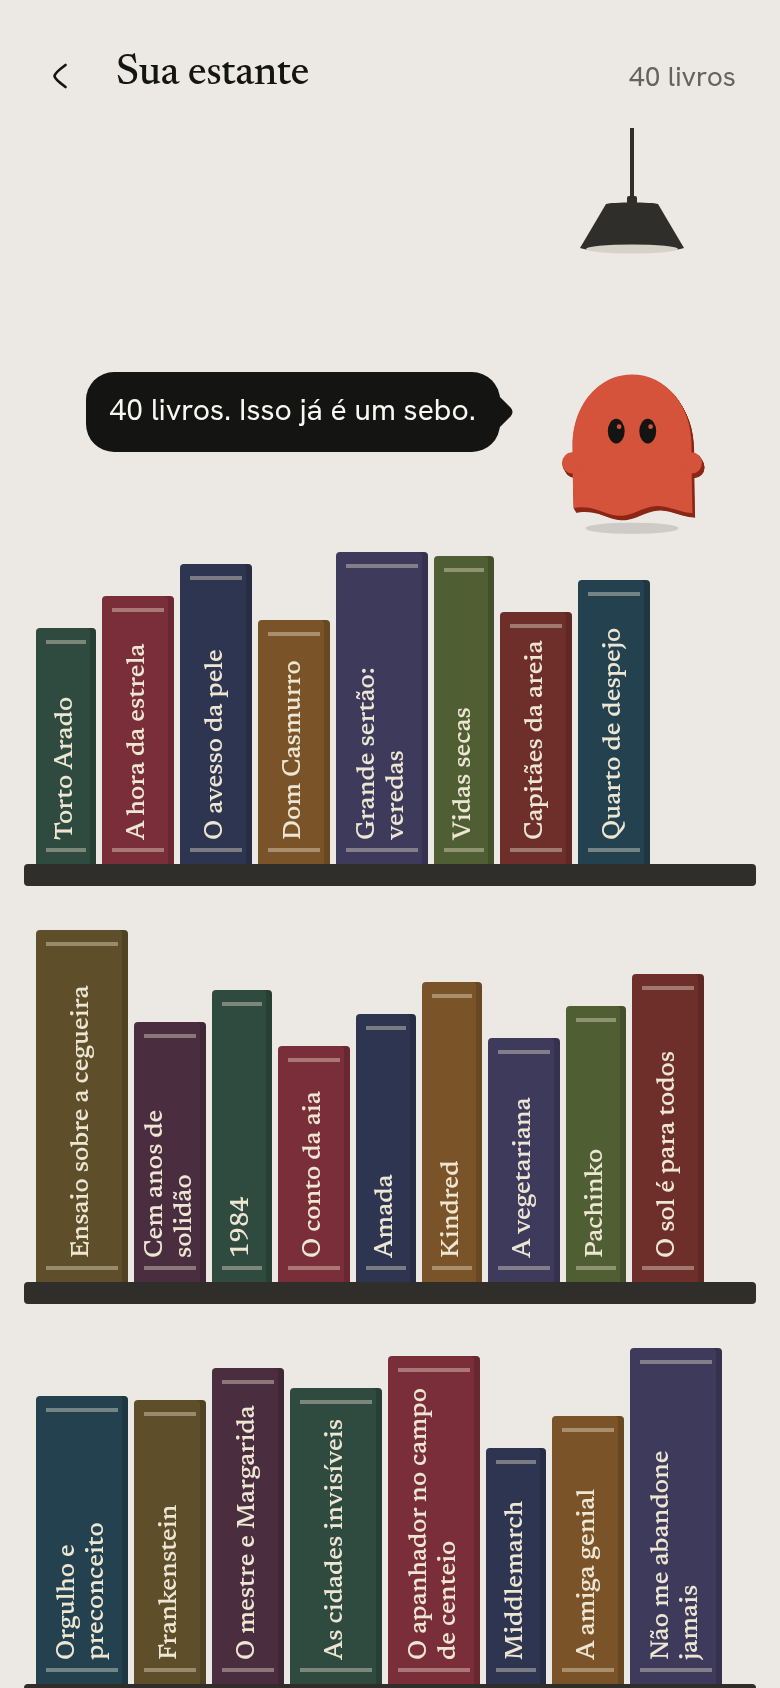 Sua estante
40 livros
40 livros. Isso já é um sebo.
Torto Arado
A hora da estrela
O avesso da pele
Dom Casmurro
Grande sertão:
veredas
Vidas secas
Capitães da areia
Quarto de despejo
Ensaio sobre a cegueira
Cem anos de
solidão
1984
O conto da aia
Amada
Kindred
A vegetariana
Pachinko
O sol é para todos
Orgulho e
preconceito
Frankenstein
O mestre e Margarida
As cidades invisíveis
O apanhador no campo
de centeio
Middlemarch
A amiga genial
Não me abandone
jamais